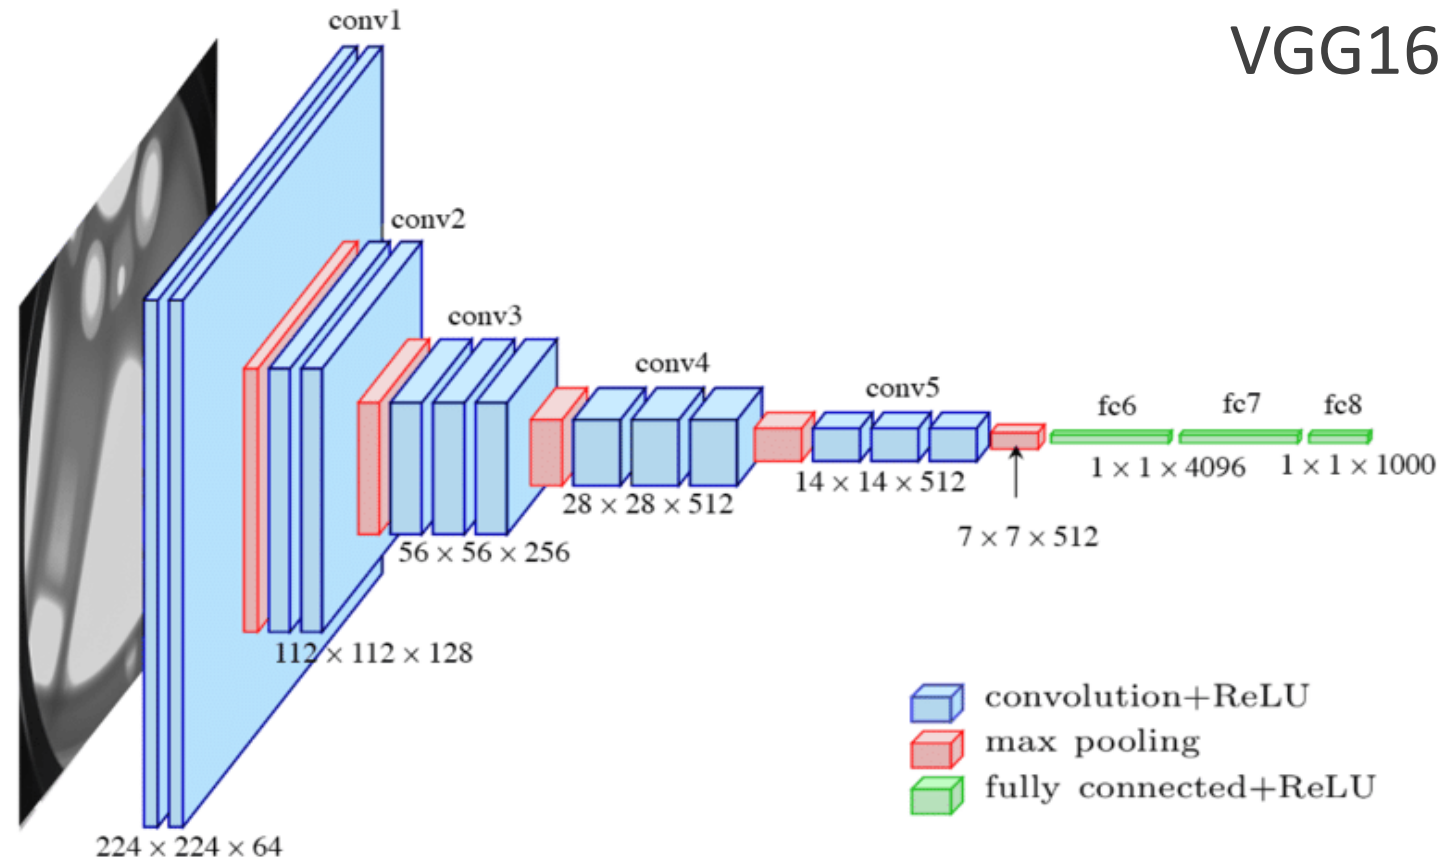 VGG16
conv1
conv2
conv3
conv4
conv5
fc6
fc7
fc8
224 × 224 × 64
112 × 112 × 128
56 × 56 × 256
28 × 28 × 512
14 × 14 × 512
7 × 7 × 512
1 × 1 × 4096
1 × 1 × 1000
convolution+ReLU
max pooling
fully connected+ReLU